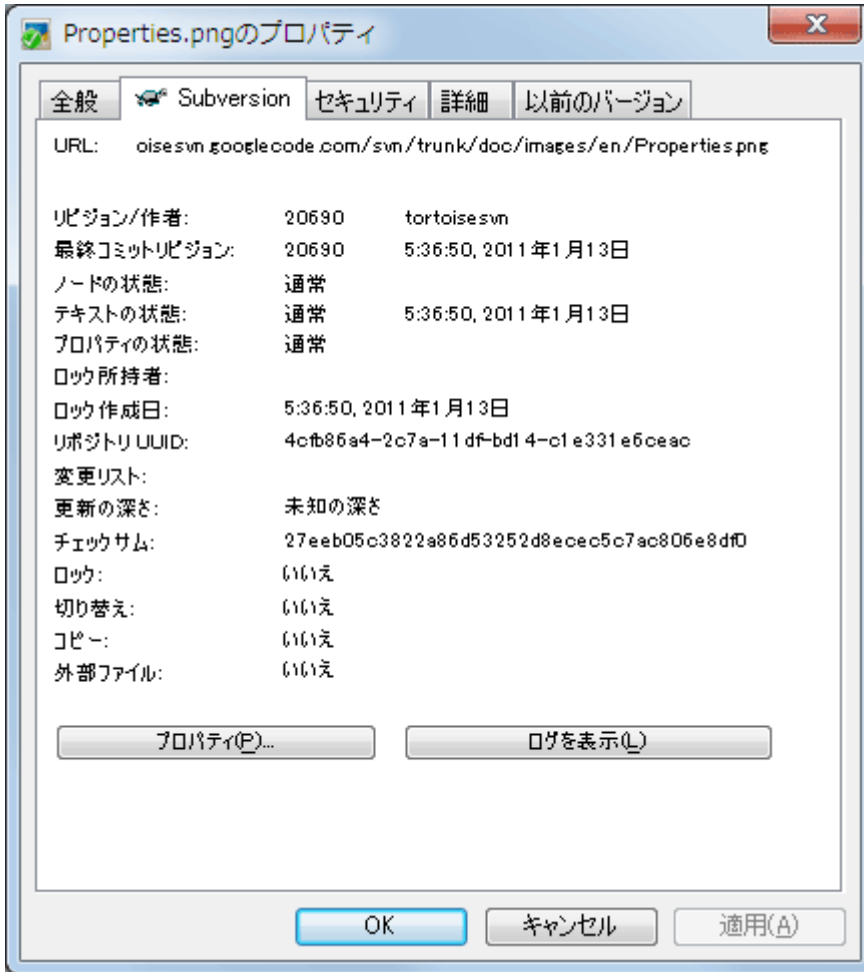 Properties.pngのプロパティ
全般 Subversion セキュリティ 詳細 以前のバージョン
URL: oisesvn.googlecode.com/svn/trunk/doc/images/en/Properties.png
リビジョン/作者: 20690 tortoisesvn
最終コミットリビジョン: 20690 5:36:50, 2011年1月13日
ノードの状態: 通常
テキストの状態: 通常 5:36:50, 2011年1月13日
プロパティの状態: 通常
ロック所持者:
ロック作成日: 5:36:50, 2011年1月13日
リポジトリ UUID: 4cfb86a4-2c7a-11df-bd14-c1e331e6ceac
変更リスト:
更新の深さ: 未知の深さ
チェックサム: 27eeb05c3822a86d53252d8ecec5c7ac806e8df0
ロック: いいえ
切り替え: いいえ
コピー: いいえ
外部ファイル: いいえ
プロパティ(P)... ログを表示(L)
OK キャンセル 適用(A)